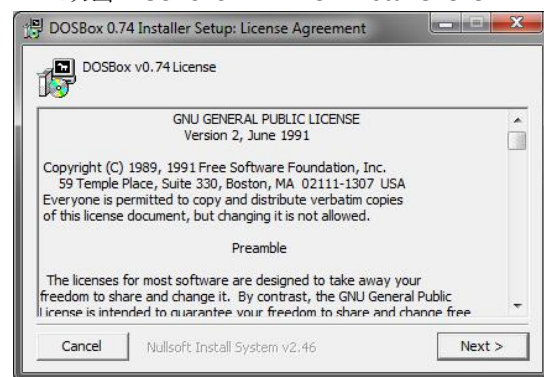 DOSBox 0.74 Installer Setup: License Agreement
DOSBox v0.74 License
GNU GENERAL PUBLIC LICENSE
Version 2, June 1991
Copyright (C) 1989, 1991 Free Software Foundation, Inc.
59 Temple Place, Suite 330, Boston, MA 02111-1307 USA
Everyone is permitted to copy and distribute verbatim copies
of this license document, but changing it is not allowed.
Preamble
The licenses for most software are designed to take away your
freedom to share and change it. By contrast, the GNU General Public
License is intended to guarantee your freedom to share and change free
Cancel
Nullsoft Install System v2.46
Next >